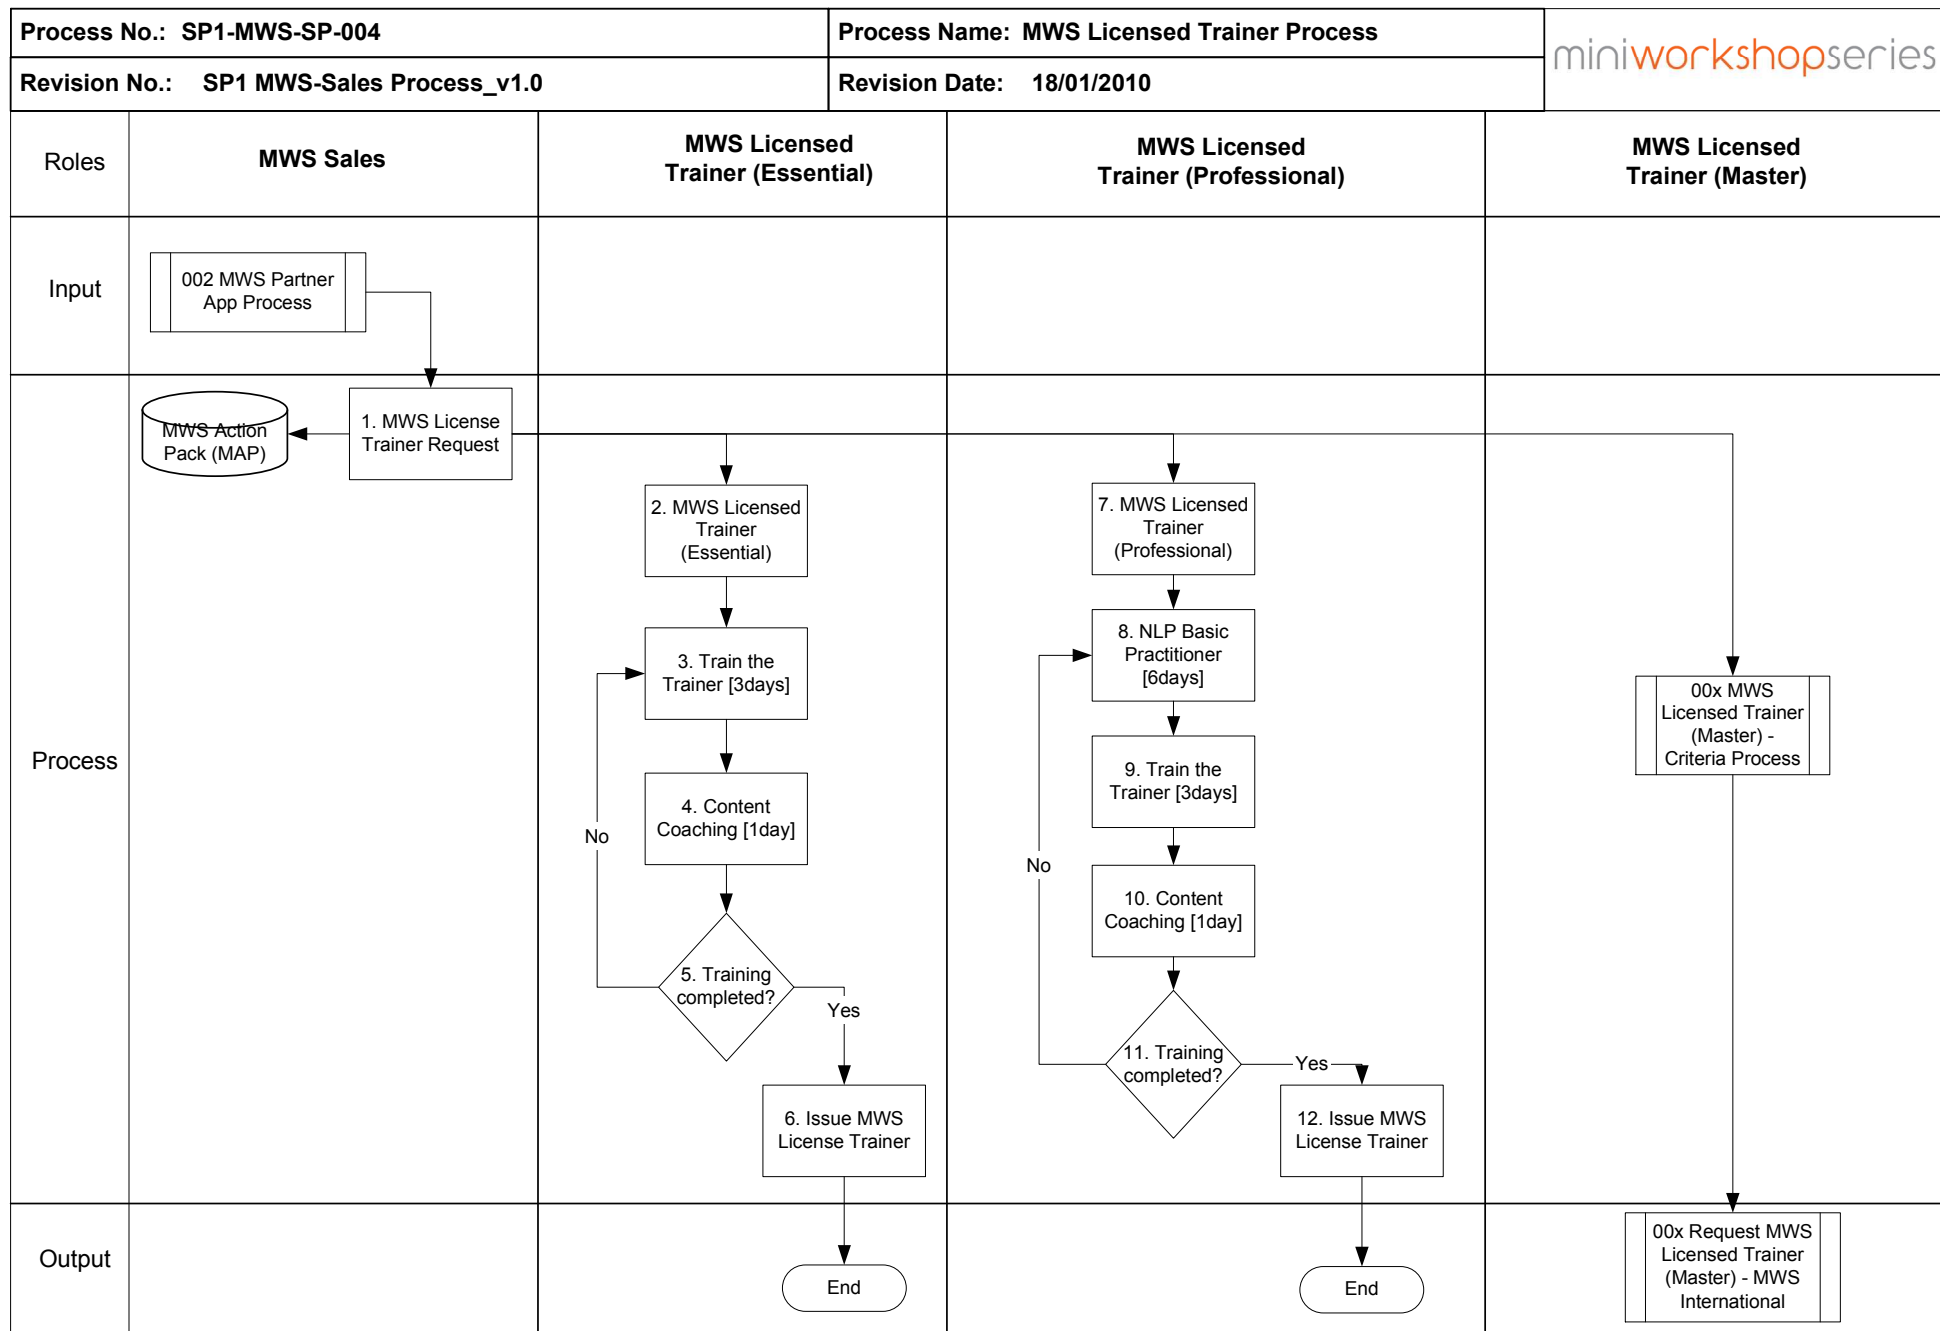 Process No.: SP1-MWS-SP-004
Process Name: MWS Licensed Trainer Process
miniworkshopseries
Revision No.: SP1 MWS-Sales Process_v1.0
Revision Date: 18/01/2010
Roles
MWS Sales
MWS Licensed
Trainer (Essential)
MWS Licensed
Trainer (Professional)
MWS Licensed
Trainer (Master)
Input
002 MWS Partner
App Process
Process
MWS Action
Pack (MAP)
1. MWS License
Trainer Request
2. MWS Licensed
Trainer
(Essential)
3. Train the
Trainer [3days]
4. Content
Coaching [1day]
No
5. Training
completed?
Yes
6. Issue MWS
License Trainer
7. MWS Licensed
Trainer
(Professional)
8. NLP Basic
Practitioner
[6days]
9. Train the
Trainer [3days]
No
10. Content
Coaching [1day]
11. Training
completed?
Yes
12. Issue MWS
License Trainer
00x MWS
Licensed Trainer
(Master) -
Criteria Process
Output
End
End
00x Request MWS
Licensed Trainer
(Master) - MWS
International